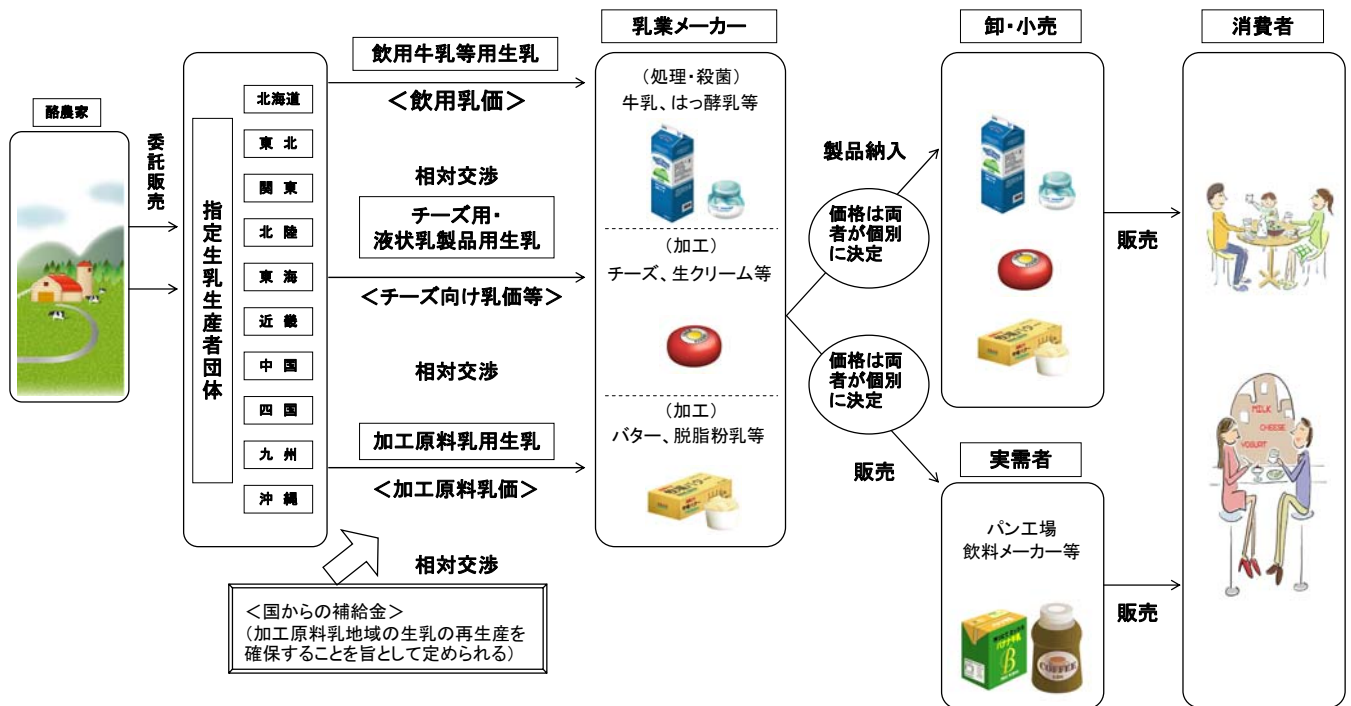 酪農家
委託販売
指定生乳生産者団体
北海道
東 北
関 東
北 陸
東 海
近 畿
中 国
四 国
九 州
沖 縄
飲用牛乳等用生乳
＜飲用乳価＞
相対交渉
チーズ用・
液状乳製品用生乳
＜チーズ向け乳価等＞
相対交渉
加工原料乳用生乳
＜加工原料乳価＞
相対交渉
＜国からの補給金＞
（加工原料乳地域の生乳の再生産を
確保することを旨として定められる）
乳業メーカー
（処理・殺菌）
牛乳、はっ酵乳等
（加工）
チーズ、生クリーム等
（加工）
バター、脱脂粉乳等
製品納入
価格は両
者が個別
に決定
価格は両
者が個別
に決定
販売
卸・小売
実需者
パン工場
飲料メーカー等
B
COFFEE
販売
販売
消費者
MILK
CHEESE
YOGURT